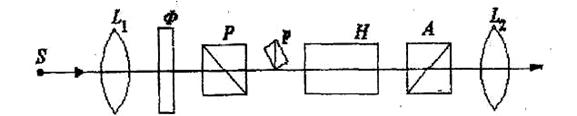 S L₁ Ф P p H A L₂